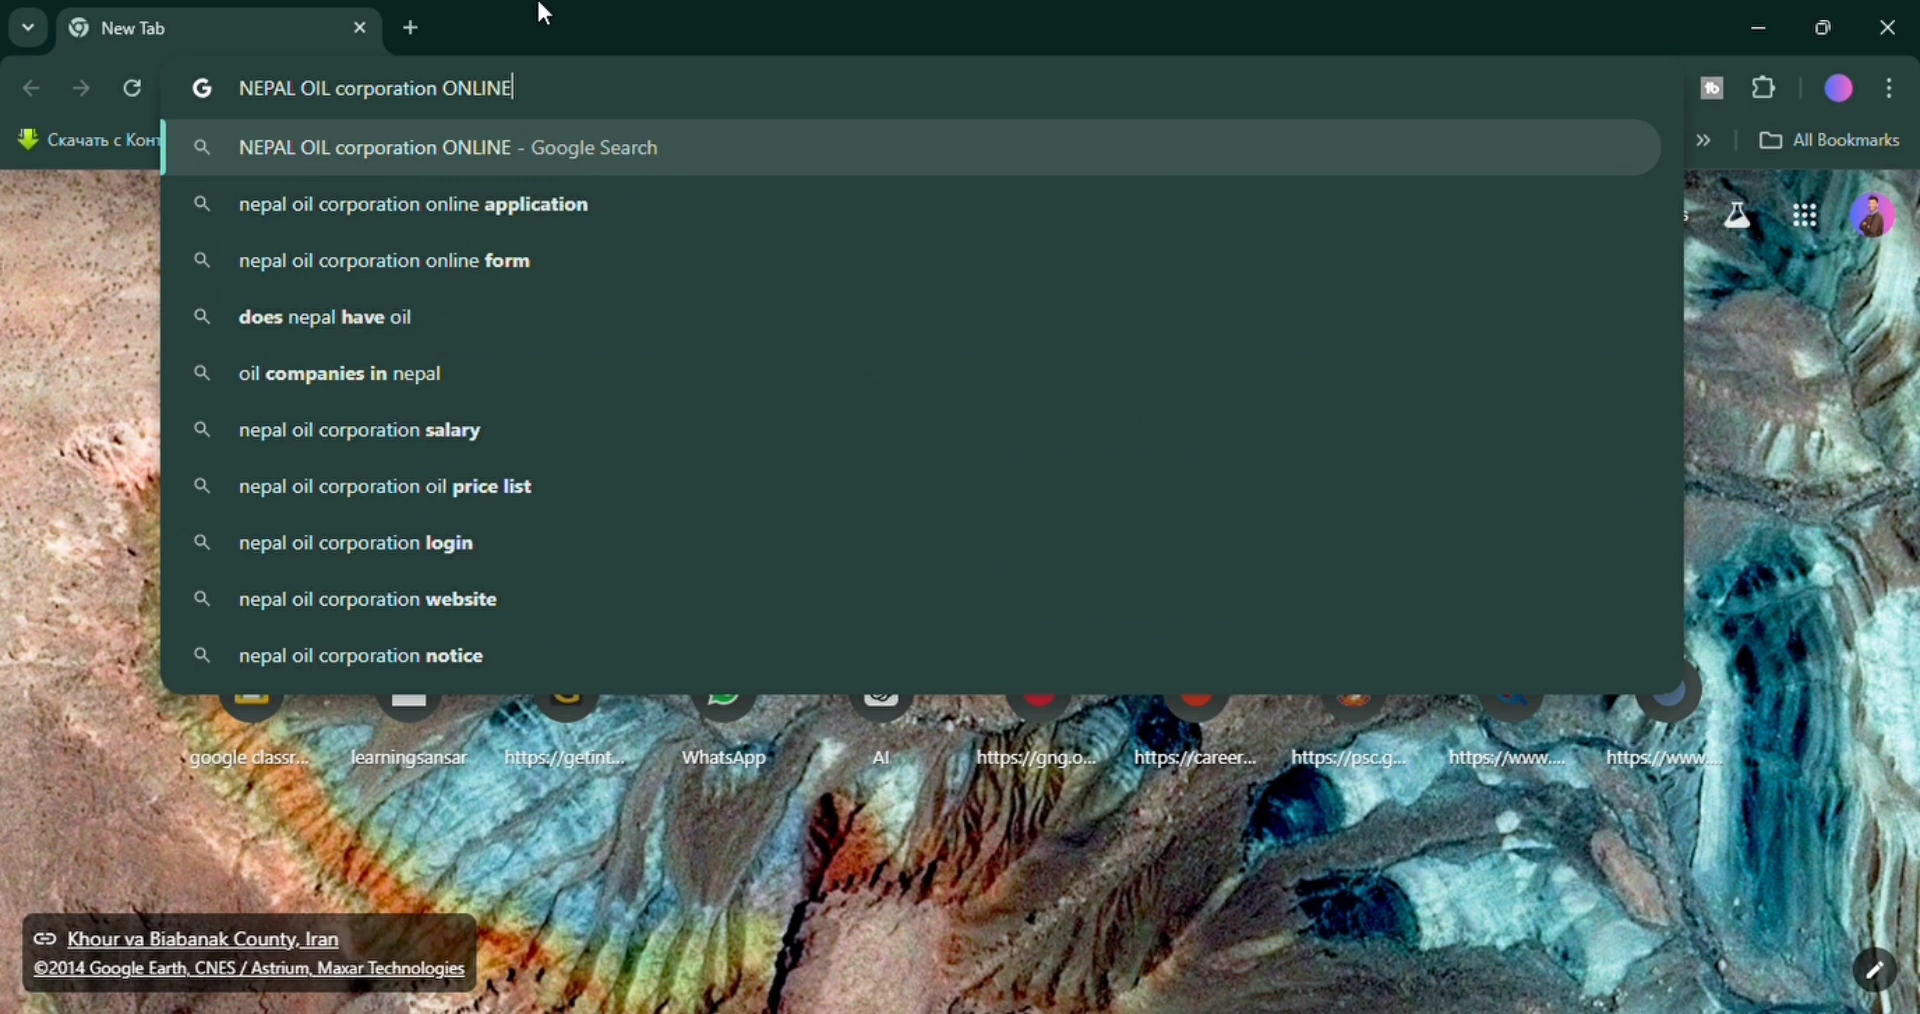 New Tab
NEPAL OIL corporation ONLINE
Скачать с Конт
All Bookmarks
NEPAL OIL corporation ONLINE - Google Search
nepal oil corporation online application
nepal oil corporation online form
does nepal have oil
oil companies in nepal
nepal oil corporation salary
nepal oil corporation oil price list
nepal oil corporation login
nepal oil corporation website
nepal oil corporation notice
google classr... learningsansar https://getint... WhatsApp AI https://gng.o... https://career... https://psc.g... https://www.... https://www....
Khour va Biabanak County, Iran
©2014 Google Earth, CNES / Astrium, Maxar Technologies